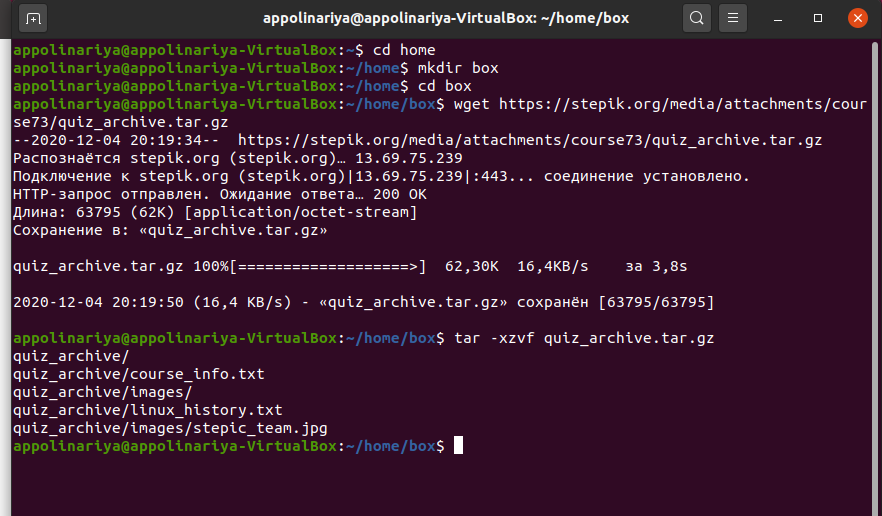 appolinariya@appolinariya-VirtualBox: ~/home/box
appolinariya@appolinariya-VirtualBox:~$ cd home
appolinariya@appolinariya-VirtualBox:~/home$ mkdir box
appolinariya@appolinariya-VirtualBox:~/home$ cd box
appolinariya@appolinariya-VirtualBox:~/home/box$ wget https://stepik.org/media/attachments/cour
se73/quiz_archive.tar.gz
--2020-12-04 20:19:34--  https://stepik.org/media/attachments/course73/quiz_archive.tar.gz
Распознаётся stepik.org (stepik.org)… 13.69.75.239
Подключение к stepik.org (stepik.org)|13.69.75.239|:443... соединение установлено.
HTTP-запрос отправлен. Ожидание ответа… 200 OK
Длина: 63795 (62K) [application/octet-stream]
Сохранение в: «quiz_archive.tar.gz»
quiz_archive.tar.gz 100%[===================>]  62,30K  16,4KB/s    за 3,8s
2020-12-04 20:19:50 (16,4 KB/s) - «quiz_archive.tar.gz» сохранён [63795/63795]
appolinariya@appolinariya-VirtualBox:~/home/box$ tar -xzvf quiz_archive.tar.gz
quiz_archive/
quiz_archive/course_info.txt
quiz_archive/images/
quiz_archive/linux_history.txt
quiz_archive/images/stepic_team.jpg
appolinariya@appolinariya-VirtualBox:~/home/box$